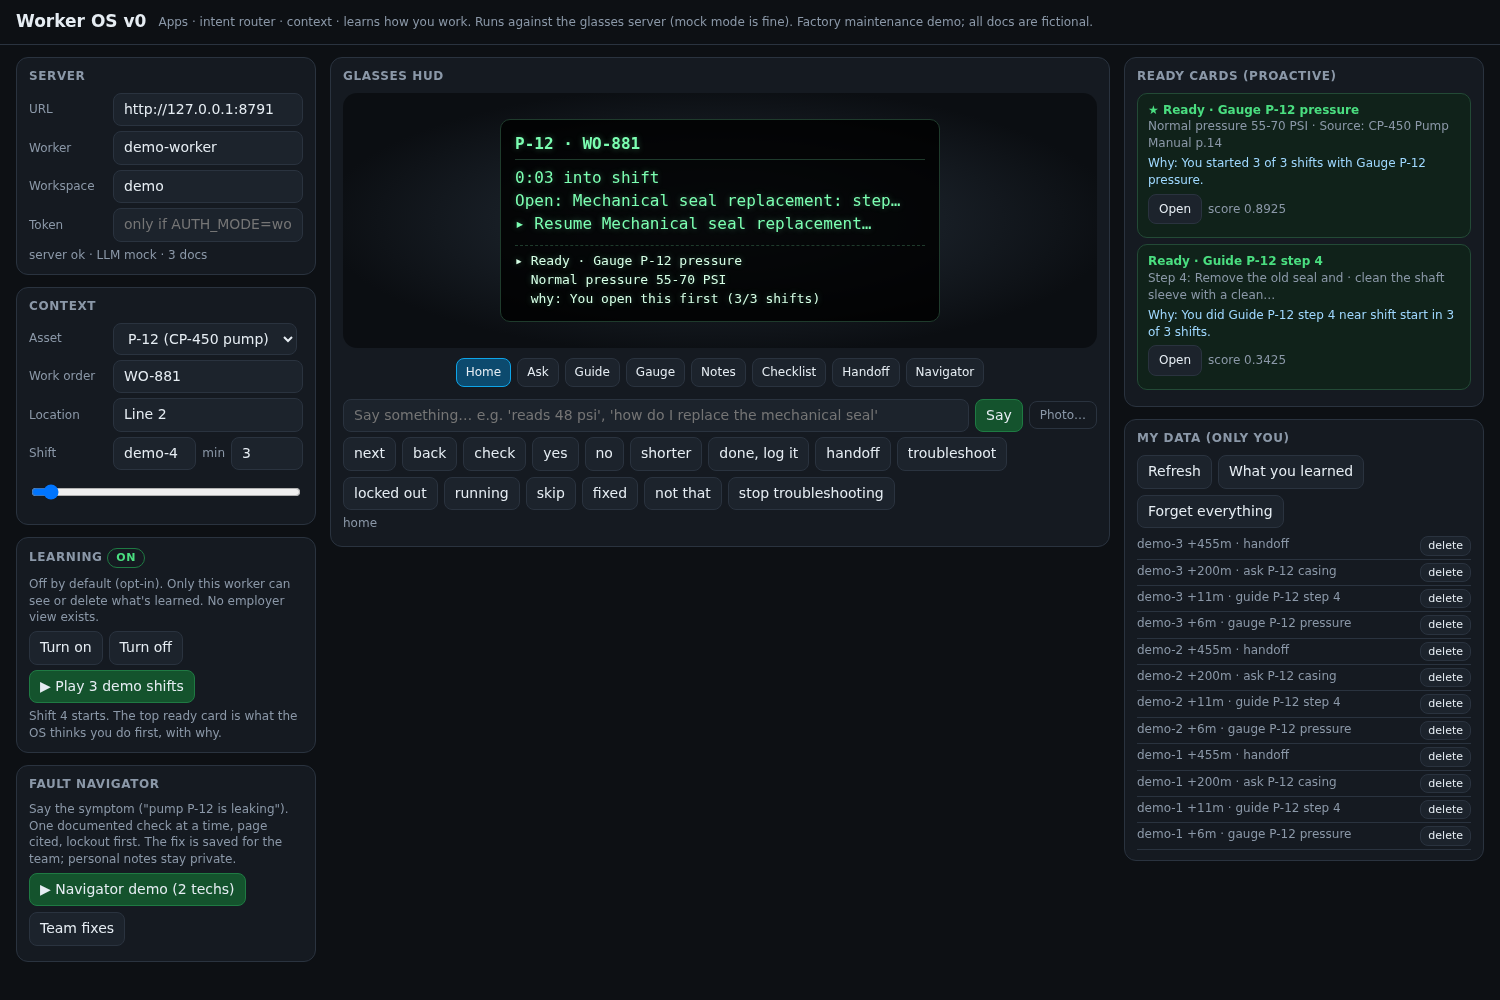 Worker OS v0
Apps · intent router · context · learns how you work. Runs against the glasses server (mock mode is fine). Factory maintenance demo; all docs are fictional.
SERVER
URL
http://127.0.0.1:8791
Worker
demo-worker
Workspace
demo
Token
only if AUTH_MODE=wo
server ok · LLM mock · 3 docs
CONTEXT
Asset
P-12 (CP-450 pump)
Work order
WO-881
Location
Line 2
Shift
demo-4
min
3
LEARNING ON
Off by default (opt-in). Only this worker can
see or delete what's learned. No employer
view exists.
Turn on
Turn off
▶ Play 3 demo shifts
Shift 4 starts. The top ready card is what the
OS thinks you do first, with why.
FAULT NAVIGATOR
Say the symptom ("pump P-12 is leaking").
One documented check at a time, page
cited, lockout first. The fix is saved for the
team; personal notes stay private.
▶ Navigator demo (2 techs)
Team fixes
GLASSES HUD
P-12 · WO-881
0:03 into shift
Open: Mechanical seal replacement: step…
▸ Resume Mechanical seal replacement…
▸ Ready · Gauge P-12 pressure
Normal pressure 55-70 PSI
why: You open this first (3/3 shifts)
Home
Ask
Guide
Gauge
Notes
Checklist
Handoff
Navigator
Say something… e.g. 'reads 48 psi', 'how do I replace the mechanical seal'
Say
Photo…
next
back
check
yes
no
shorter
done, log it
handoff
troubleshoot
locked out
running
skip
fixed
not that
stop troubleshooting
home
READY CARDS (PROACTIVE)
★ Ready · Gauge P-12 pressure
Normal pressure 55-70 PSI · Source: CP-450 Pump
Manual p.14
Why: You started 3 of 3 shifts with Gauge P-12
pressure.
Open
score 0.8925
Ready · Guide P-12 step 4
Step 4: Remove the old seal and · clean the shaft
sleeve with a clean…
Why: You did Guide P-12 step 4 near shift start in 3
of 3 shifts.
Open
score 0.3425
MY DATA (ONLY YOU)
Refresh
What you learned
Forget everything
demo-3 +455m · handoff
delete
demo-3 +200m · ask P-12 casing
delete
demo-3 +11m · guide P-12 step 4
delete
demo-3 +6m · gauge P-12 pressure
delete
demo-2 +455m · handoff
delete
demo-2 +200m · ask P-12 casing
delete
demo-2 +11m · guide P-12 step 4
delete
demo-2 +6m · gauge P-12 pressure
delete
demo-1 +455m · handoff
delete
demo-1 +200m · ask P-12 casing
delete
demo-1 +11m · guide P-12 step 4
delete
demo-1 +6m · gauge P-12 pressure
delete